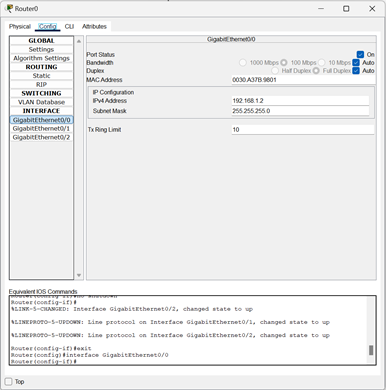 Router0
Physical Config CLI Attributes
GLOBAL
Settings
Algorithm Settings
ROUTING
Static
RIP
SWITCHING
VLAN Database
INTERFACE
GigabitEthernet0/0
GigabitEthernet0/1
GigabitEthernet0/2
GigabitEthernet0/0
Port Status On
Bandwidth 1000 Mbps 100 Mbps 10 Mbps Auto
Duplex Half Duplex Full Duplex Auto
MAC Address 0030.A37B.9801
IP Configuration
IPv4 Address 192.168.1.2
Subnet Mask 255.255.255.0
Tx Ring Limit 10
Equivalent IOS Commands
Router(config-if)#no shutdown
Router(config-if)#
%LINK-5-CHANGED: Interface GigabitEthernet0/2, changed state to up
%LINEPROTO-5-UPDOWN: Line protocol on Interface GigabitEthernet0/1, changed state to up
%LINEPROTO-5-UPDOWN: Line protocol on Interface GigabitEthernet0/2, changed state to up
Router(config-if)#exit
Router(config)#interface GigabitEthernet0/0
Router(config-if)#
Top